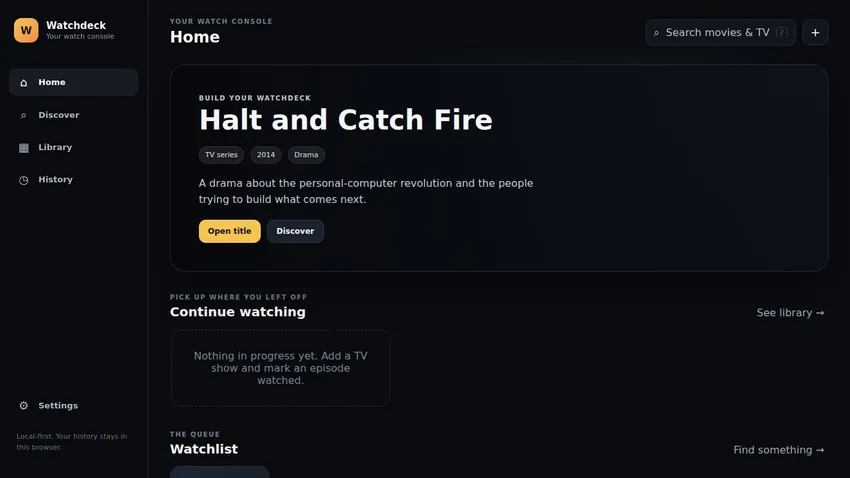 W
Watchdeck
Your watch console
Home
Discover
Library
History
Settings
Local-first. Your history stays in
this browser.
YOUR WATCH CONSOLE
Home
Search movies & TV /
+
BUILD YOUR WATCHDECK
Halt and Catch Fire
TV series 2014 Drama
A drama about the personal-computer revolution and the people
trying to build what comes next.
Open title Discover
PICK UP WHERE YOU LEFT OFF
Continue watching
See library →
Nothing in progress yet. Add a TV
show and mark an episode
watched.
THE QUEUE
Watchlist
Find something →